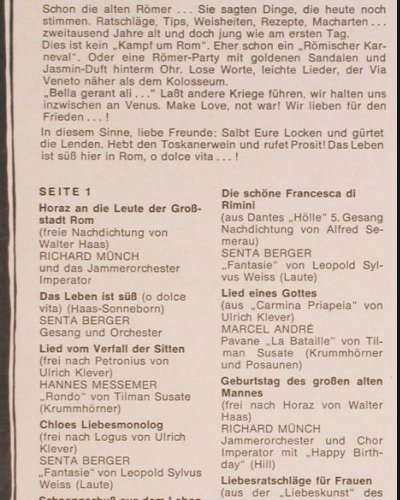 Schon die alten Römer ... Sie sagten Dinge, die heute noch
stimmen. Ratschläge, Tips, Weisheiten, Rezepte, Macharten ...
zweitausend Jahre alt und doch jung wie am ersten Tag.
Dies ist kein „Kampf um Rom“. Eher schon ein „Römischer Kar-
neval“. Oder eine Römer-Party mit goldenen Sandalen und
Jasmin-Duft hinterm Ohr. Lose Worte, leichte Lieder, der Via
Veneto näher als dem Kolosseum.
„Bella gerant ali ...“ Laßt andere Kriege führen, wir halten uns
inzwischen an Venus. Make Love, not war! Wir lieben für den
Frieden ... !
In diesem Sinne, liebe Freunde: Salbt Eure Locken und gürtet
die Lenden. Hebt den Toskanerwein und rufet Prosit! Das Leben
ist süß hier in Rom, o dolce vita ... !
SEITE 1
Horaz an die Leute der Groß-
stadt Rom
(freie Nachdichtung von
Walter Haas)
RICHARD MÜNCH
und das Jammerorchester
Imperator
Das Leben ist süß (o dolce
vita) (Haas-Sonneborn)
SENTA BERGER
Gesang und Orchester
Lied vom Verfall der Sitten
(frei nach Petronius von
Ulrich Klever)
HANNES MESSEMER
„Rondo“ von Tilman Susate
(Krummhörner)
Chloes Liebesmonolog
(frei nach Logus von Ulrich
Klever)
SENTA BERGER
„Fantasie“ von Leopold Sylvus
Weiss (Laute)
Die schöne Francesca di
Rimini
(aus Dantes „Hölle“ 5. Gesang
Nachdichtung von Alfred Se-
merau)
SENTA BERGER
„Fantasie“ von Leopold Syl-
vus Weiss (Laute)
Lied eines Gottes
(aus „Carmina Priapeia“ von
Ulrich Klever)
MARCEL ANDRÉ
Pavane „La Bataille“ von Til-
man Susate (Krummhörner
und Posaunen)
Geburtstag des großen alten
Mannes
(frei nach Horaz von Walter
Haas)
RICHARD MÜNCH
Jammerorchester und Chor
Imperator mit „Happy Birth-
day“ (Hill)
Liebesratschläge für Frauen
(aus der „Liebeskunst“ des